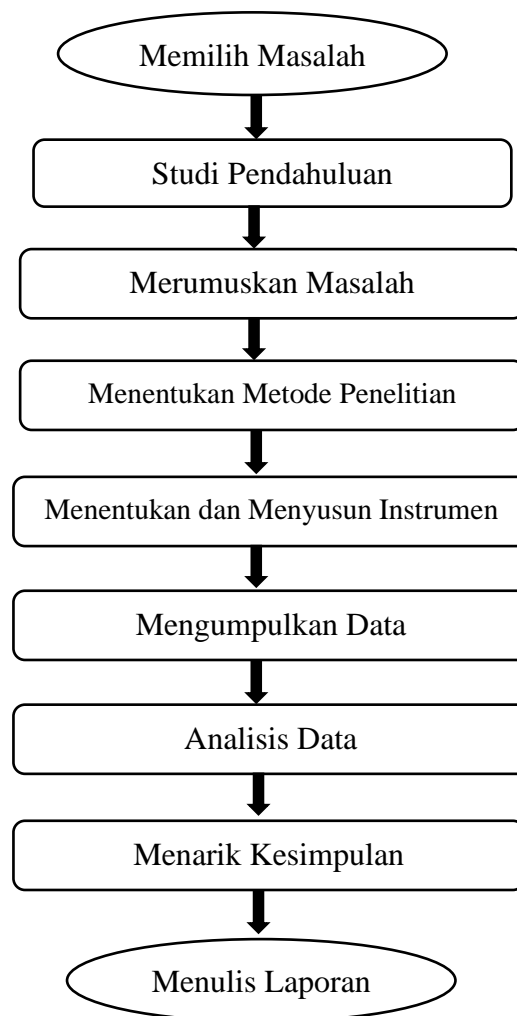 Memilih Masalah
Studi Pendahuluan
Merumuskan Masalah
Menentukan Metode Penelitian
Menentukan dan Menyusun Instrumen
Mengumpulkan Data
Analisis Data
Menarik Kesimpulan
Menulis Laporan